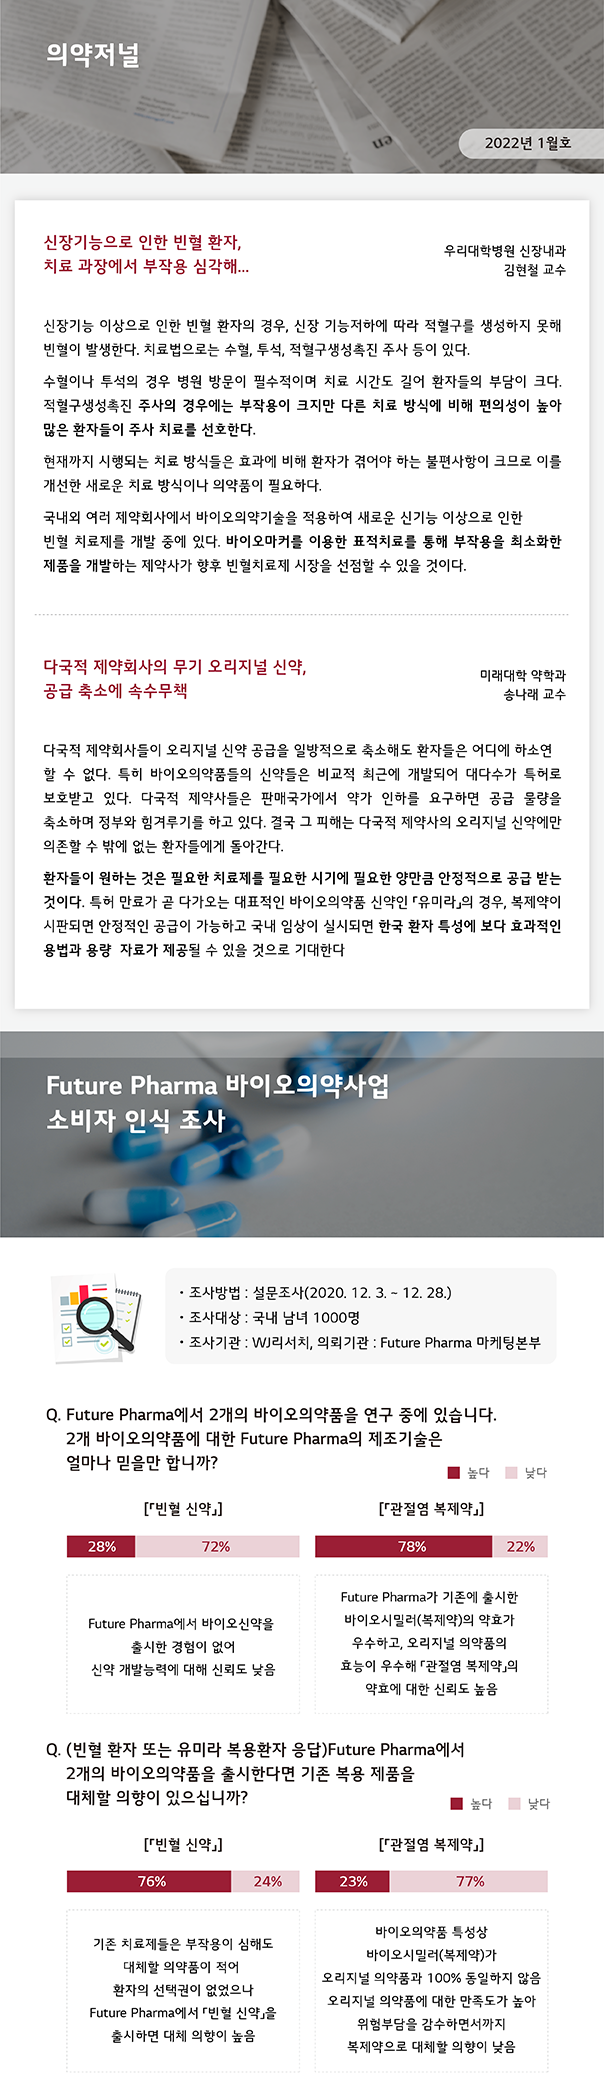 의약저널
2022년 1월호
신장기능으로 인한 빈혈 환자,
치료 과장에서 부작용 심각해...
우리대학병원 신장내과
김현철 교수
신장기능 이상으로 인한 빈혈 환자의 경우, 신장 기능저하에 따라 적혈구를 생성하지 못해
빈혈이 발생한다. 치료법으로는 수혈, 투석, 적혈구생성촉진 주사 등이 있다.
수혈이나 투석의 경우 병원 방문이 필수적이며 치료 시간도 길어 환자들의 부담이 크다.
적혈구생성촉진 주사의 경우에는 부작용이 크지만 다른 치료 방식에 비해 편의성이 높아
많은 환자들이 주사 치료를 선호한다.
현재까지 시행되는 치료 방식들은 효과에 비해 환자가 겪어야 하는 불편사항이 크므로 이를
개선한 새로운 치료 방식이나 의약품이 필요하다.
국내외 여러 제약회사에서 바이오의약기술을 적용하여 새로운 신기능 이상으로 인한
빈혈 치료제를 개발 중에 있다. 바이오마커를 이용한 표적치료를 통해 부작용을 최소화한
제품을 개발하는 제약사가 향후 빈혈치료제 시장을 선점할 수 있을 것이다.
다국적 제약회사의 무기 오리지널 신약,
공급 축소에 속수무책
미래대학 약학과
송나래 교수
다국적 제약회사들이 오리지널 신약 공급을 일방적으로 축소해도 환자들은 어디에 하소연
할 수 없다. 특히 바이오의약품들의 신약들은 비교적 최근에 개발되어 대다수가 특허로
보호받고 있다. 다국적 제약사들은 판매국가에서 약가 인하를 요구하면 공급 물량을
축소하며 정부와 힘겨루기를 하고 있다. 결국 그 피해는 다국적 제약사의 오리지널 신약에만
의존할 수 밖에 없는 환자들에게 돌아간다.
환자들이 원하는 것은 필요한 치료제를 필요한 시기에 필요한 양만큼 안정적으로 공급 받는
것이다. 특허 만료가 곧 다가오는 대표적인 바이오의약품 신약인 「유미라」의 경우, 복제약이
시판되면 안정적인 공급이 가능하고 국내 임상이 실시되면 한국 환자 특성에 보다 효과적인
용법과 용량 자료가 제공될 수 있을 것으로 기대한다
Future Pharma 바이오의약사업
소비자 인식 조사
• 조사방법 : 설문조사(2020. 12. 3. ~ 12. 28.)
• 조사대상 : 국내 남녀 1000명
• 조사기관 : WJ리서치, 의뢰기관 : Future Pharma 마케팅본부
Q. Future Pharma에서 2개의 바이오의약품을 연구 중에 있습니다.
2개 바이오의약품에 대한 Future Pharma의 제조기술은
얼마나 믿을만 합니까?
높다 낮다
[「빈혈 신약」] [「관절염 복제약」]
28% 72% 78% 22%
Future Pharma에서 바이오신약을
출시한 경험이 없어
신약 개발능력에 대해 신뢰도 낮음
Future Pharma가 기존에 출시한
바이오시밀러(복제약)의 약효가
우수하고, 오리지널 의약품의
효능이 우수해 「관절염 복제약」의
약효에 대한 신뢰도 높음
Q. (빈혈 환자 또는 유미라 복용환자 응답)Future Pharma에서
2개의 바이오의약품을 출시한다면 기존 복용 제품을
대체할 의향이 있으십니까?
높다 낮다
[「빈혈 신약」] [「관절염 복제약」]
76% 24% 23% 77%
기존 치료제들은 부작용이 심해도
대체할 의약품이 적어
환자의 선택권이 없었으나
Future Pharma에서 「빈혈 신약」을
출시하면 대체 의향이 높음
바이오의약품 특성상
바이오시밀러(복제약)가
오리지널 의약품과 100% 동일하지 않음
오리지널 의약품에 대한 만족도가 높아
위험부담을 감수하면서까지
복제약으로 대체할 의향이 낮음